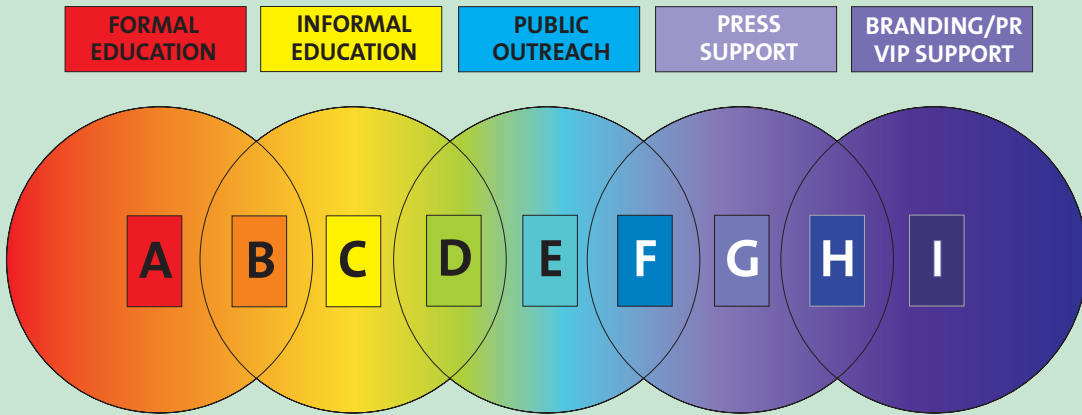 FORMAL
EDUCATION
INFORMAL
EDUCATION
PUBLIC
OUTREACH
PRESS
SUPPORT
BRANDING/PR
VIP SUPPORT
A
B
C
D
E
F
G
H
I